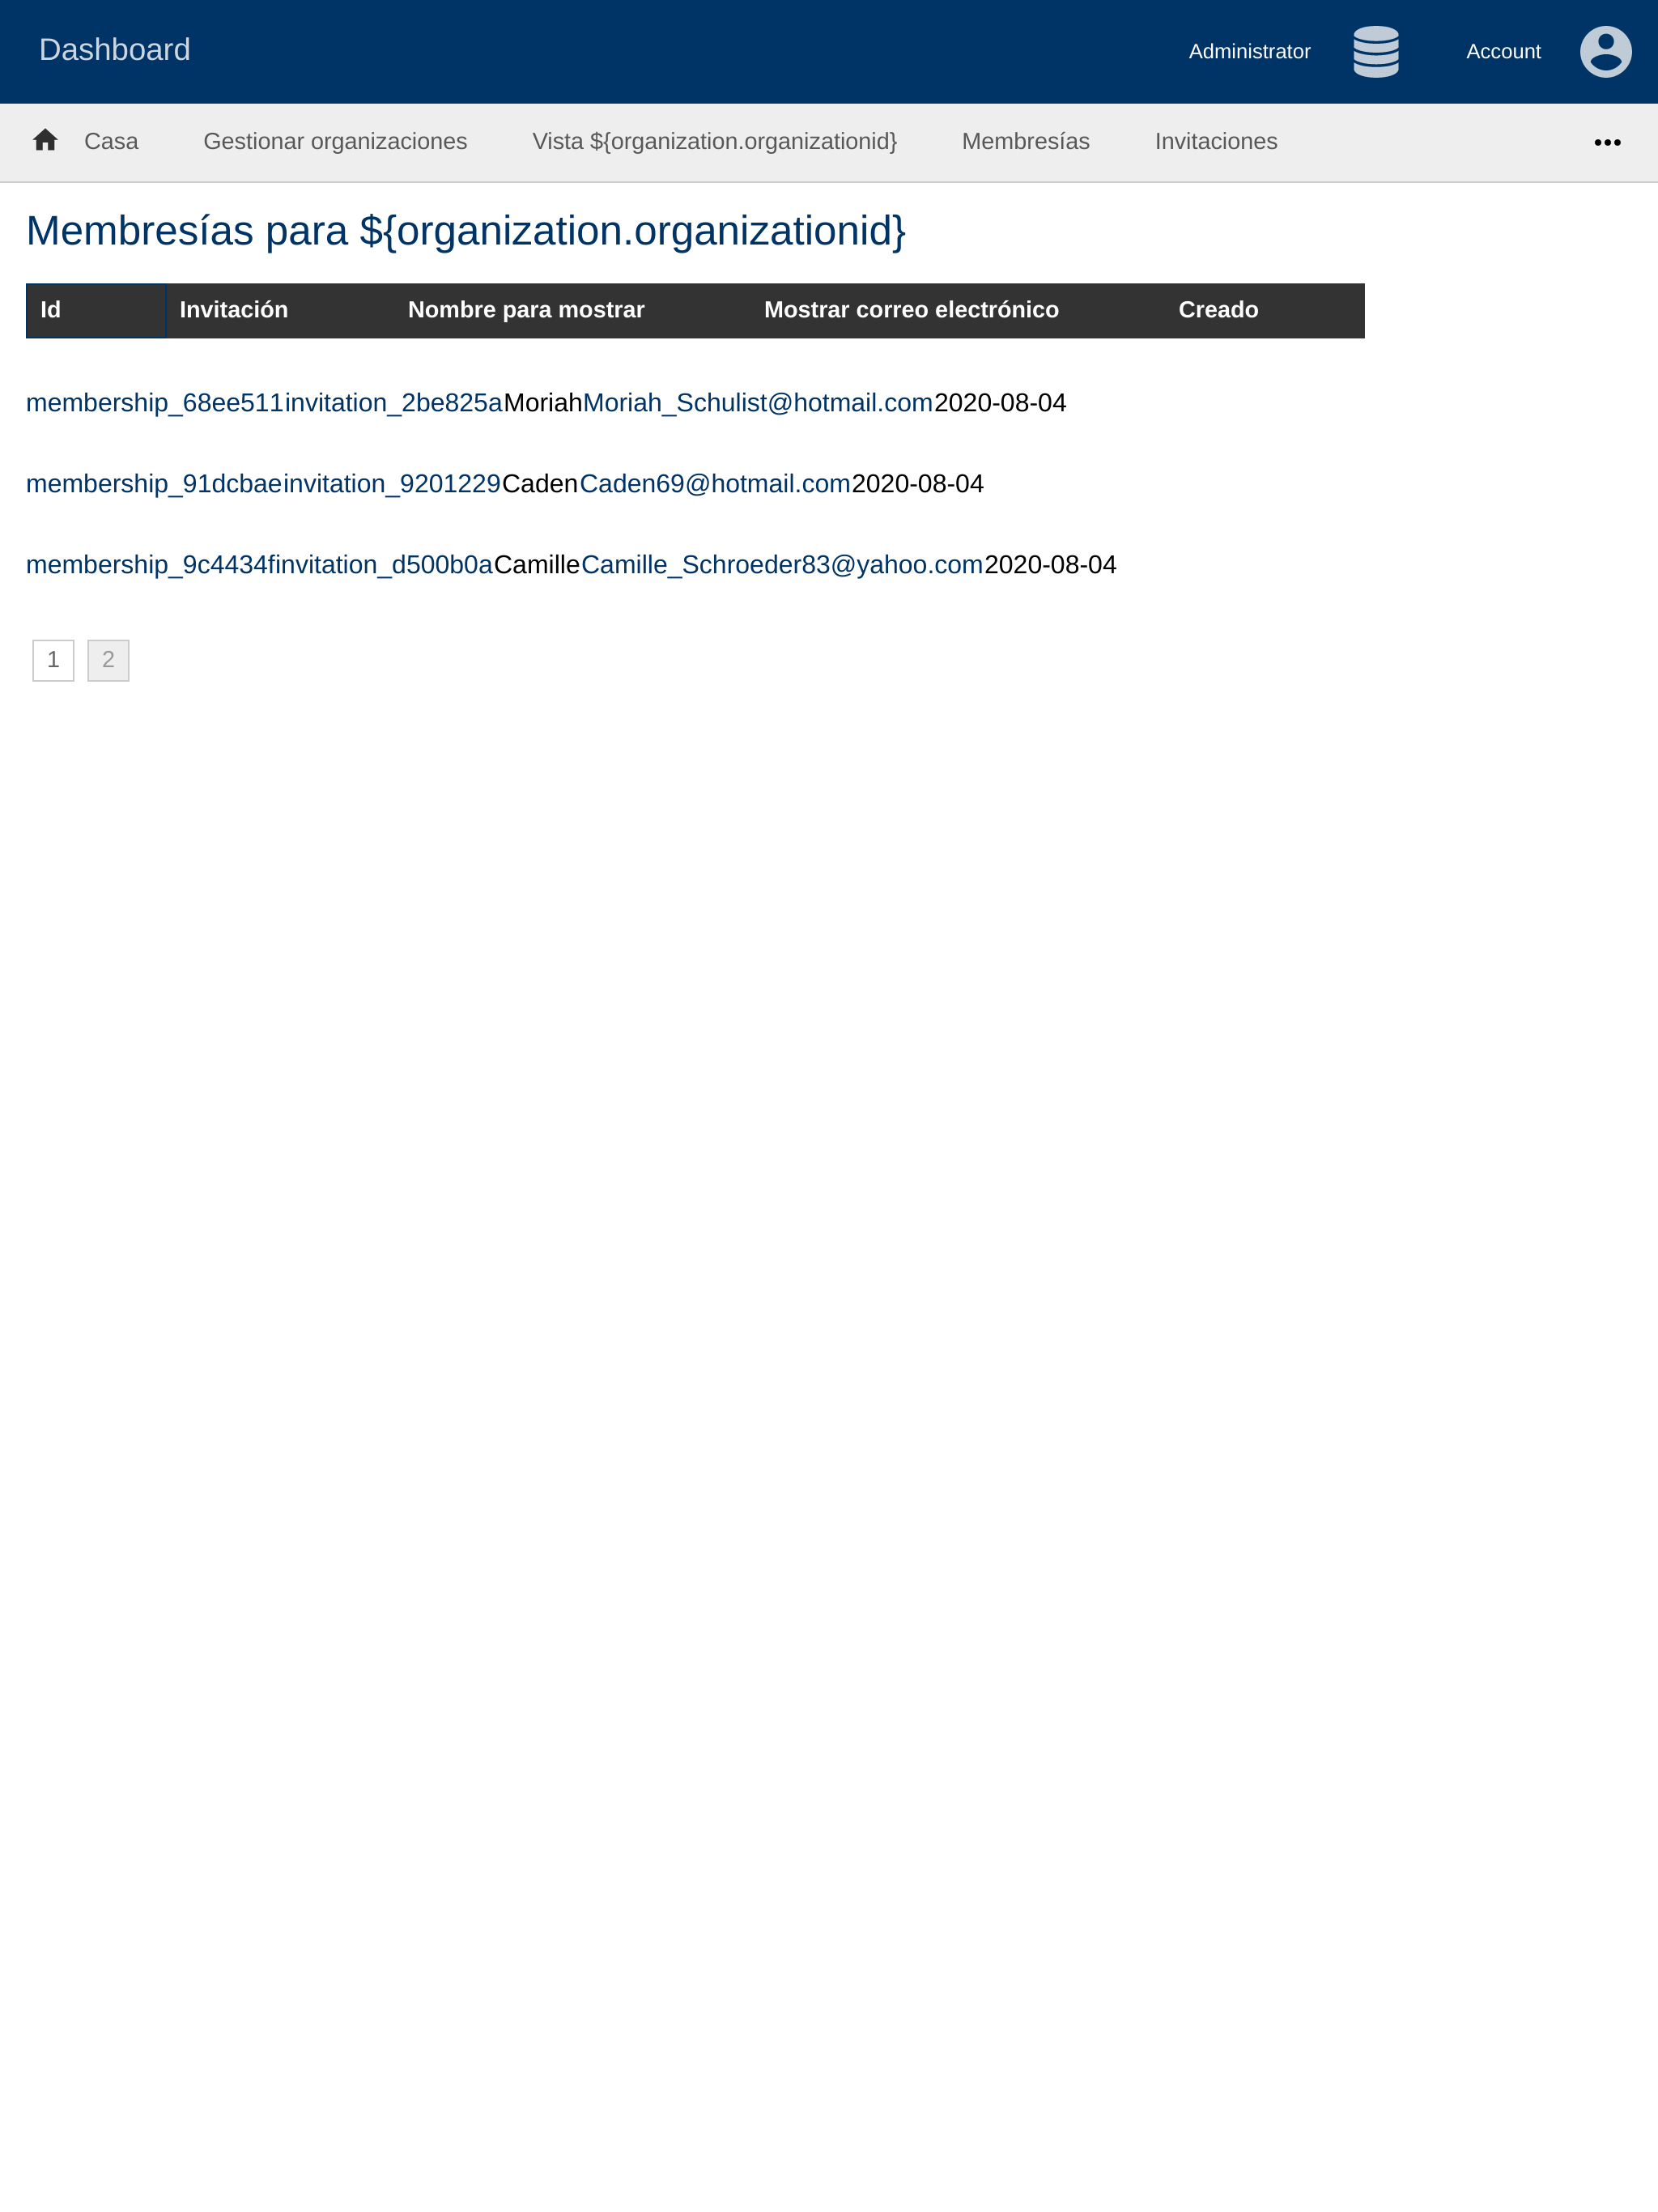 Dashboard Administrator Account
Casa Gestionar organizaciones Vista ${organization.organizationid} Membresías Invitaciones
Membresías para ${organization.organizationid}
Id Invitación Nombre para mostrar Mostrar correo electrónico Creado
membership_68ee511invitation_2be825aMoriahMoriah_Schulist@hotmail.com2020-08-04
membership_91dcbaeinvitation_9201229CadenCaden69@hotmail.com2020-08-04
membership_9c4434finvitation_d500b0aCamilleCamille_Schroeder83@yahoo.com2020-08-04
1 2